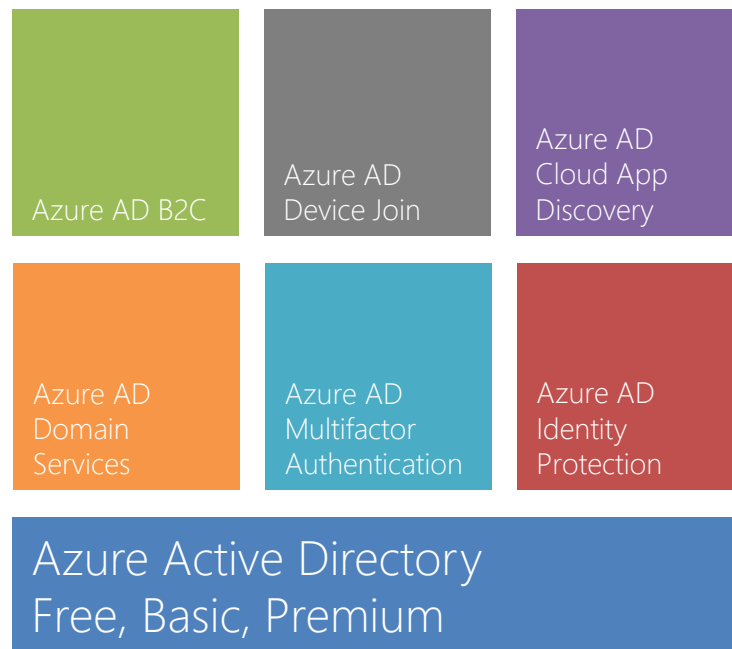 Azure AD B2C
Azure AD
Device Join
Azure AD
Cloud App
Discovery
Azure AD
Domain
Services
Azure AD
Multifactor
Authentication
Azure AD
Identity
Protection
Azure Active Directory
Free, Basic, Premium